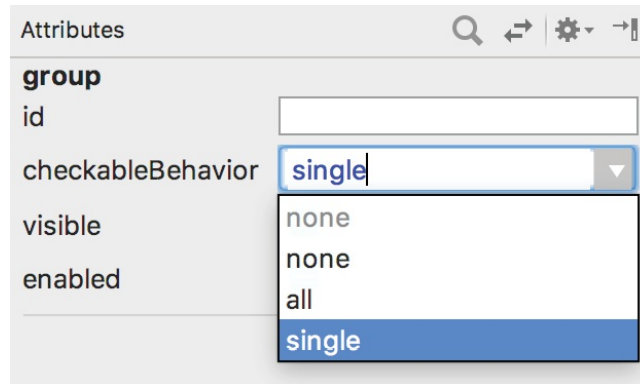 Attributes
group
id
checkableBehavior single
visible none
none
enabled
all
single